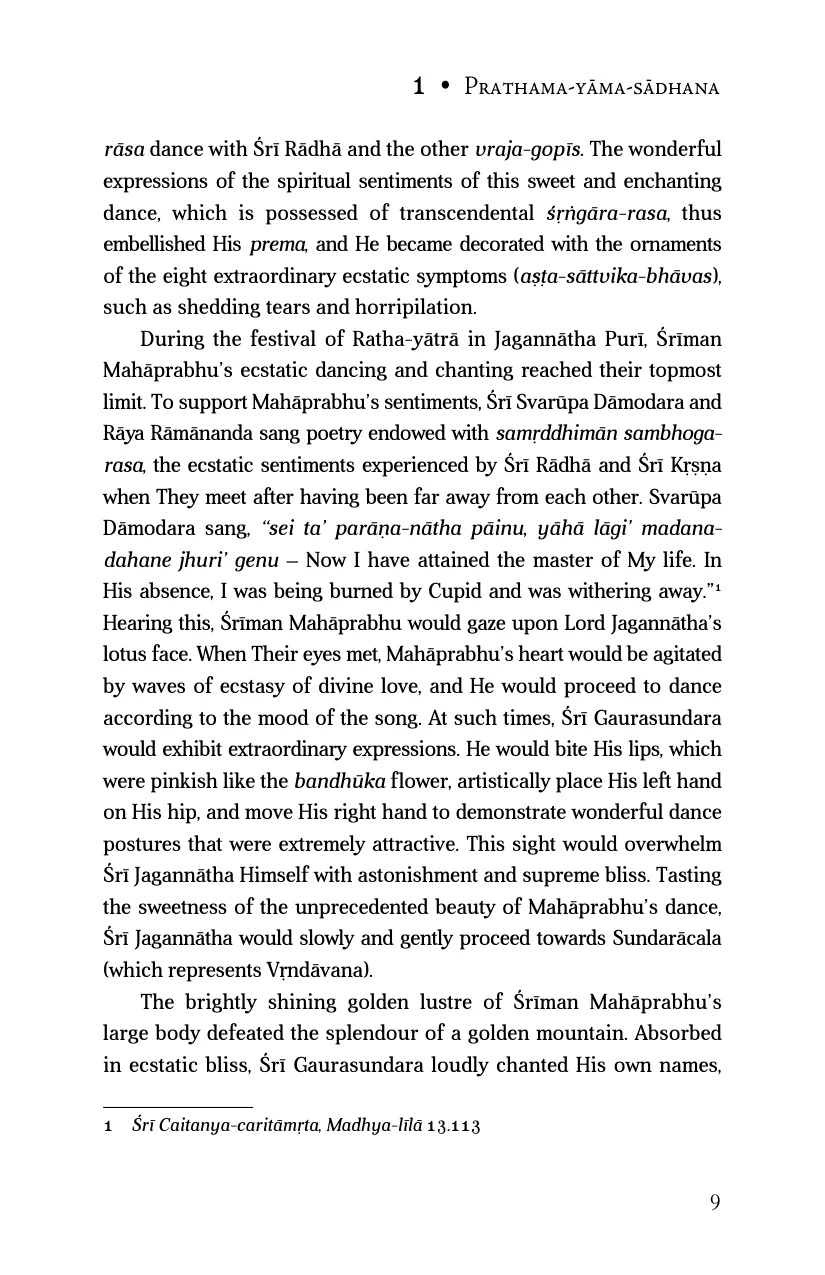 1 • Prathama-yāma-sādhana
rāsa dance with Śrī Rādhā and the other vraja-gopīs. The wonderful
expressions of the spiritual sentiments of this sweet and enchanting
dance, which is possessed of transcendental śṛṅgāra-rasa, thus
embellished His prema, and He became decorated with the ornaments
of the eight extraordinary ecstatic symptoms (aṣṭa-sāttvika-bhāvas),
such as shedding tears and horripilation.
During the festival of Ratha-yātrā in Jagannātha Purī, Śrīman
Mahāprabhu’s ecstatic dancing and chanting reached their topmost
limit. To support Mahāprabhu’s sentiments, Śrī Svarūpa Dāmodara and
Rāya Rāmānanda sang poetry endowed with samṛddhimān sambhoga-
rasa, the ecstatic sentiments experienced by Śrī Rādhā and Śrī Kṛṣṇa
when They meet after having been far away from each other. Svarūpa
Dāmodara sang, “sei ta’ parāṇa-nātha pāinu, yāhā lāgi’ madana-
dahane jhuri’ genu – Now I have attained the master of My life. In
His absence, I was being burned by Cupid and was withering away.”1
Hearing this, Śrīman Mahāprabhu would gaze upon Lord Jagannātha’s
lotus face. When Their eyes met, Mahāprabhu’s heart would be agitated
by waves of ecstasy of divine love, and He would proceed to dance
according to the mood of the song. At such times, Śrī Gaurasundara
would exhibit extraordinary expressions. He would bite His lips, which
were pinkish like the bandhūka flower, artistically place His left hand
on His hip, and move His right hand to demonstrate wonderful dance
postures that were extremely attractive. This sight would overwhelm
Śrī Jagannātha Himself with astonishment and supreme bliss. Tasting
the sweetness of the unprecedented beauty of Mahāprabhu’s dance,
Śrī Jagannātha would slowly and gently proceed towards Sundarācala
(which represents Vṛndāvana).
The brightly shining golden lustre of Śrīman Mahāprabhu’s
large body defeated the splendour of a golden mountain. Absorbed
in ecstatic bliss, Śrī Gaurasundara loudly chanted His own names,
1 Śrī Caitanya-caritāmṛta, Madhya-līlā 13.113
9